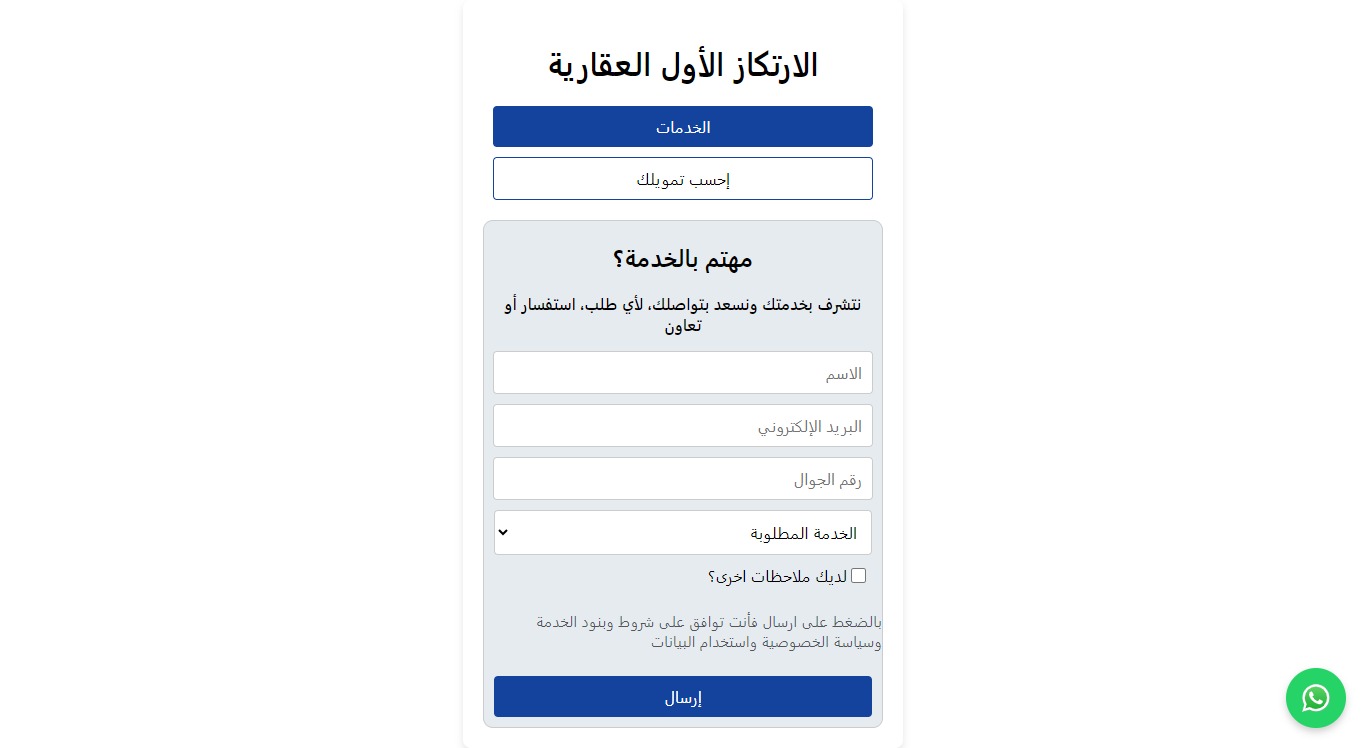 الارتكاز الأول العقارية
الخدمات
إحسب تمويلك
مهتم بالخدمة؟
نتشرف بخدمتك ونسعد بتواصلك، لأي طلب، استفسار أو
تعاون
الاسم
البريد الإلكتروني
رقم الجوال
الخدمة المطلوبة
لديك ملاحظات اخرى؟
بالضغط على ارسال فأنت توافق على شروط وبنود الخدمة
وسياسة الخصوصية واستخدام البيانات
إرسال